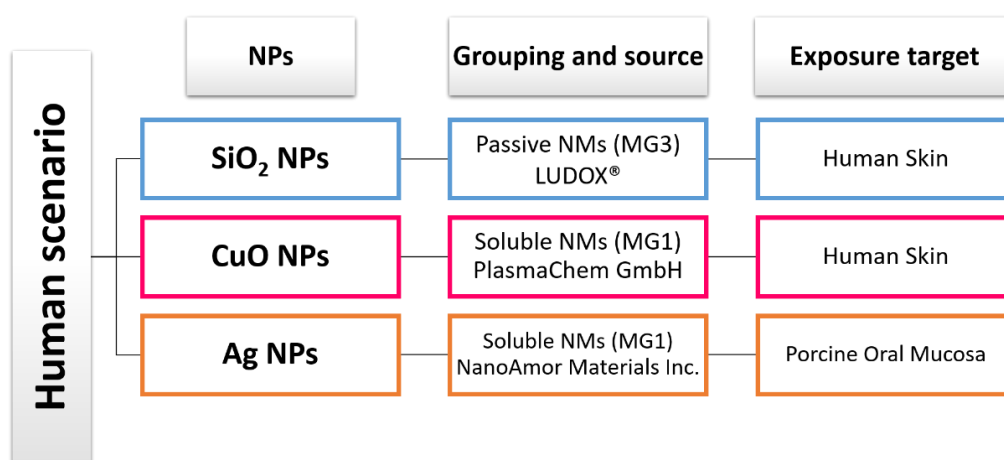 Human scenario
NPs
Grouping and source
Exposure target
SiO₂ NPs
Passive NMs (MG3)
LUDOX®
Human Skin
CuO NPs
Soluble NMs (MG1)
PlasmaChem GmbH
Human Skin
Ag NPs
Soluble NMs (MG1)
NanoAmor Materials Inc.
Porcine Oral Mucosa